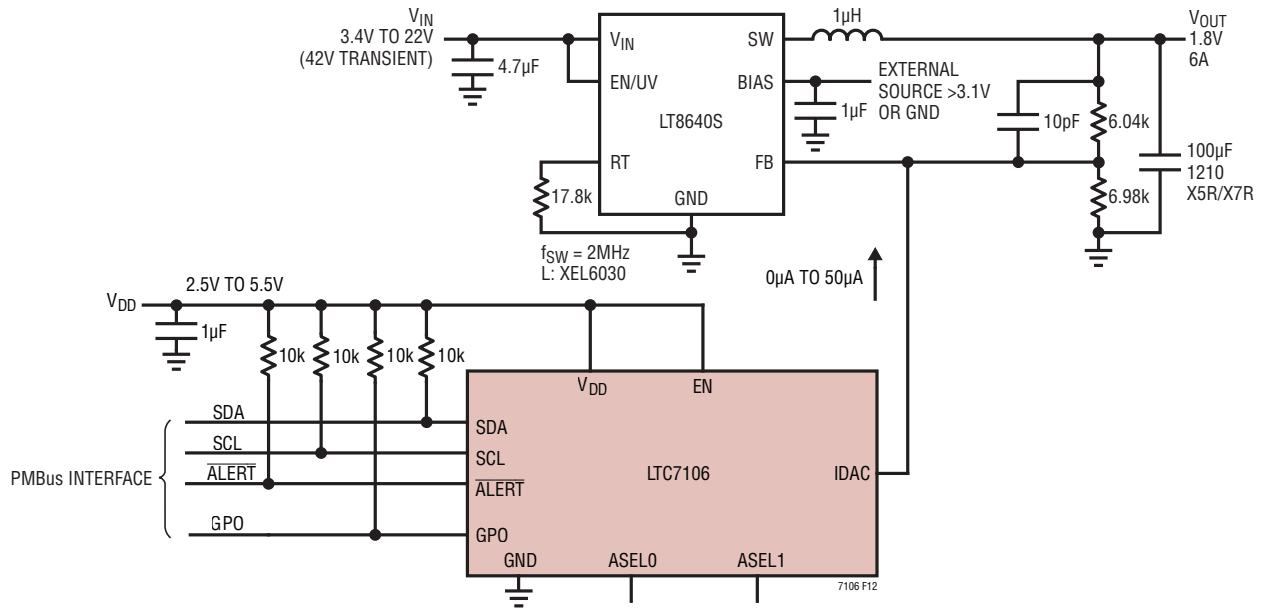 VIN
3.4V TO 22V
(42V TRANSIENT)
4.7µF
VIN
EN/UV
RT
17.8k
SW
BIAS
LT8640S
FB
GND
1µH
1µF
EXTERNAL
SOURCE >3.1V
OR GND
10pF
6.04k
6.98k
VOUT
1.8V
6A
100µF
1210
X5R/X7R
fSW = 2MHz
L: XEL6030
0µA TO 50µA
VDD
2.5V TO 5.5V
1µF
10k
10k
10k
10k
PMBus INTERFACE
SDA
SCL
ALERT
GPO
VDD
EN
SDA
SCL
ALERT
GPO
LTC7106
IDAC
GND
ASEL0
ASEL1
7106 F12